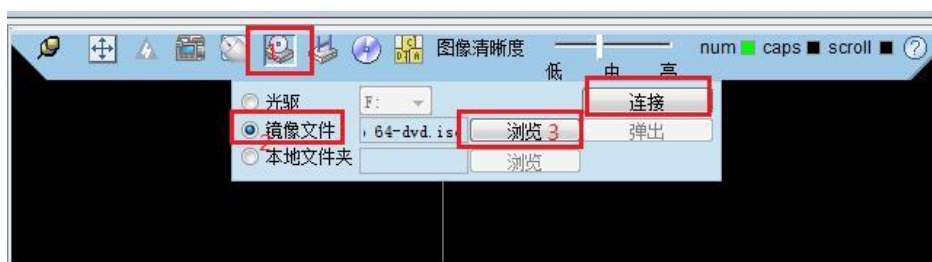 图像清晰度 低 中 高 num caps scroll ?
光驱 F: 连接
镜像文件 64-dvd.iso 浏览 3 弹出
2
本地文件夹 浏览